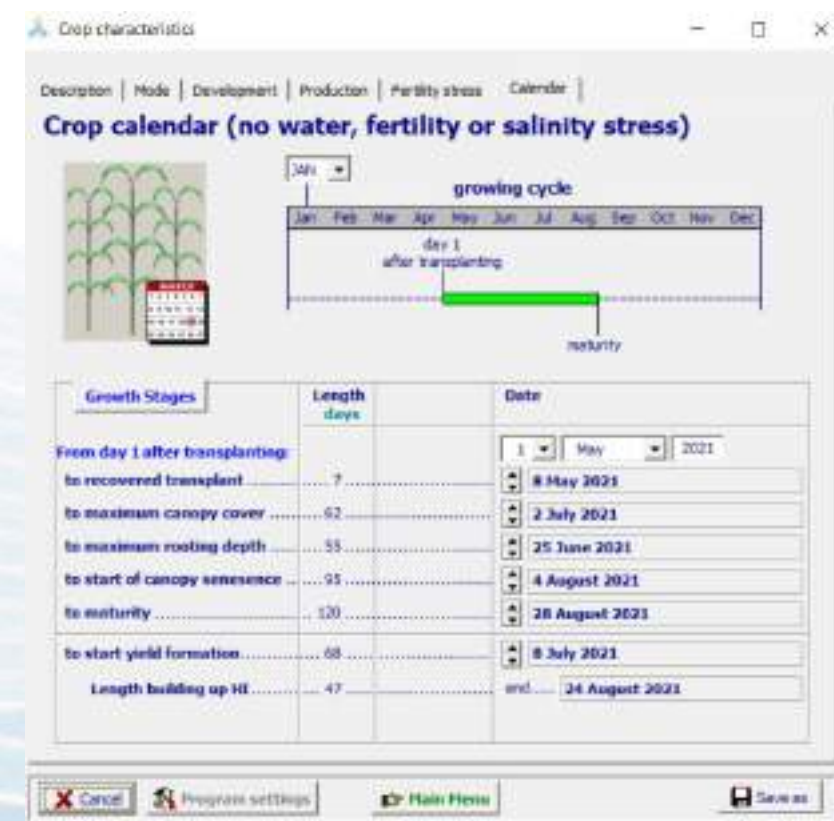 Crop characteristics
Description | Mode | Development | Production | Fertility stress Calendar |
Crop calendar (no water, fertility or salinity stress)
JAN
growing cycle
Jan Feb Mar Apr May Jun Jul Aug Sep Oct Nov Dec
day 1
after transplanting
maturity
Growth Stages Length Date
days
From day 1 after transplanting: 1 May 2021
to recovered transplant 7 8 May 2021
to maximum canopy cover 62 2 July 2021
to maximum rooting depth 55 25 June 2021
to start of canopy senesence 95 4 August 2021
to maturity 120 28 August 2021
to start yield formation 68 8 July 2021
Length building up HI 47 end 24 August 2021
Cancel Program settings Main Menu Save as